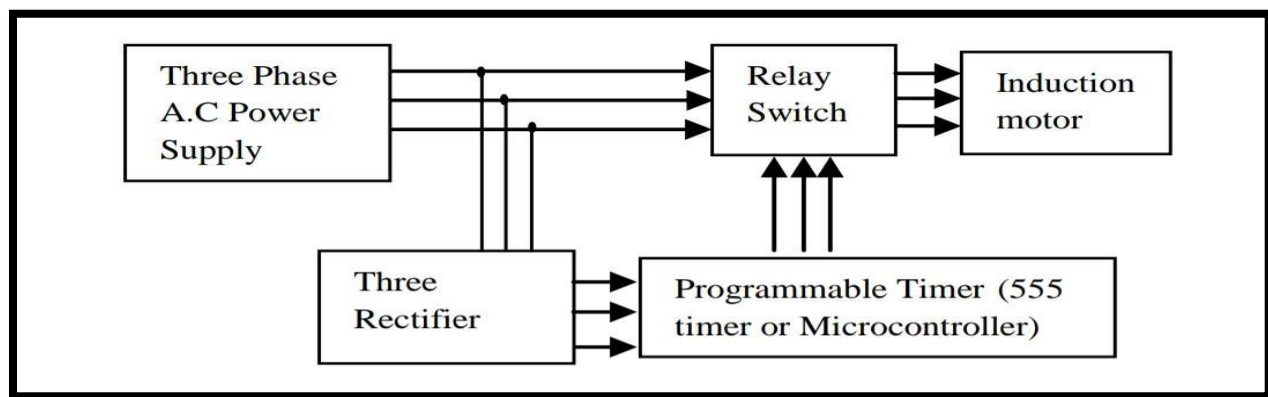 Three Phase
A.C Power
Supply
Relay
Switch
Induction
motor
Three
Rectifier
Programmable Timer (555
timer or Microcontroller)